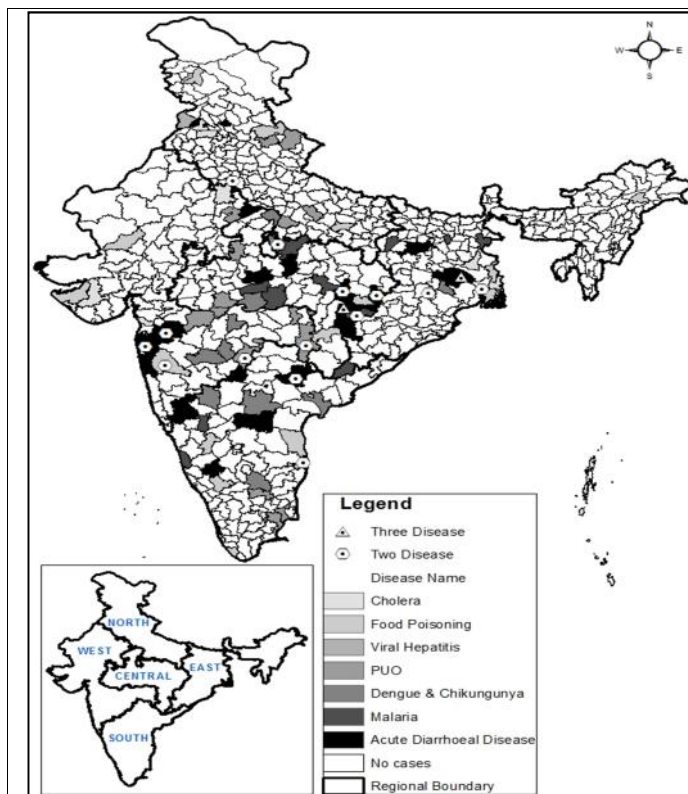 N
W E
S
Legend
Three Disease
Two Disease
Disease Name
Cholera
Food Poisoning
Viral Hepatitis
PUO
Dengue & Chikungunya
Malaria
Acute Diarrhoeal Disease
No cases
Regional Boundary
NORTH
WEST
EAST
CENTRAL
SOUTH